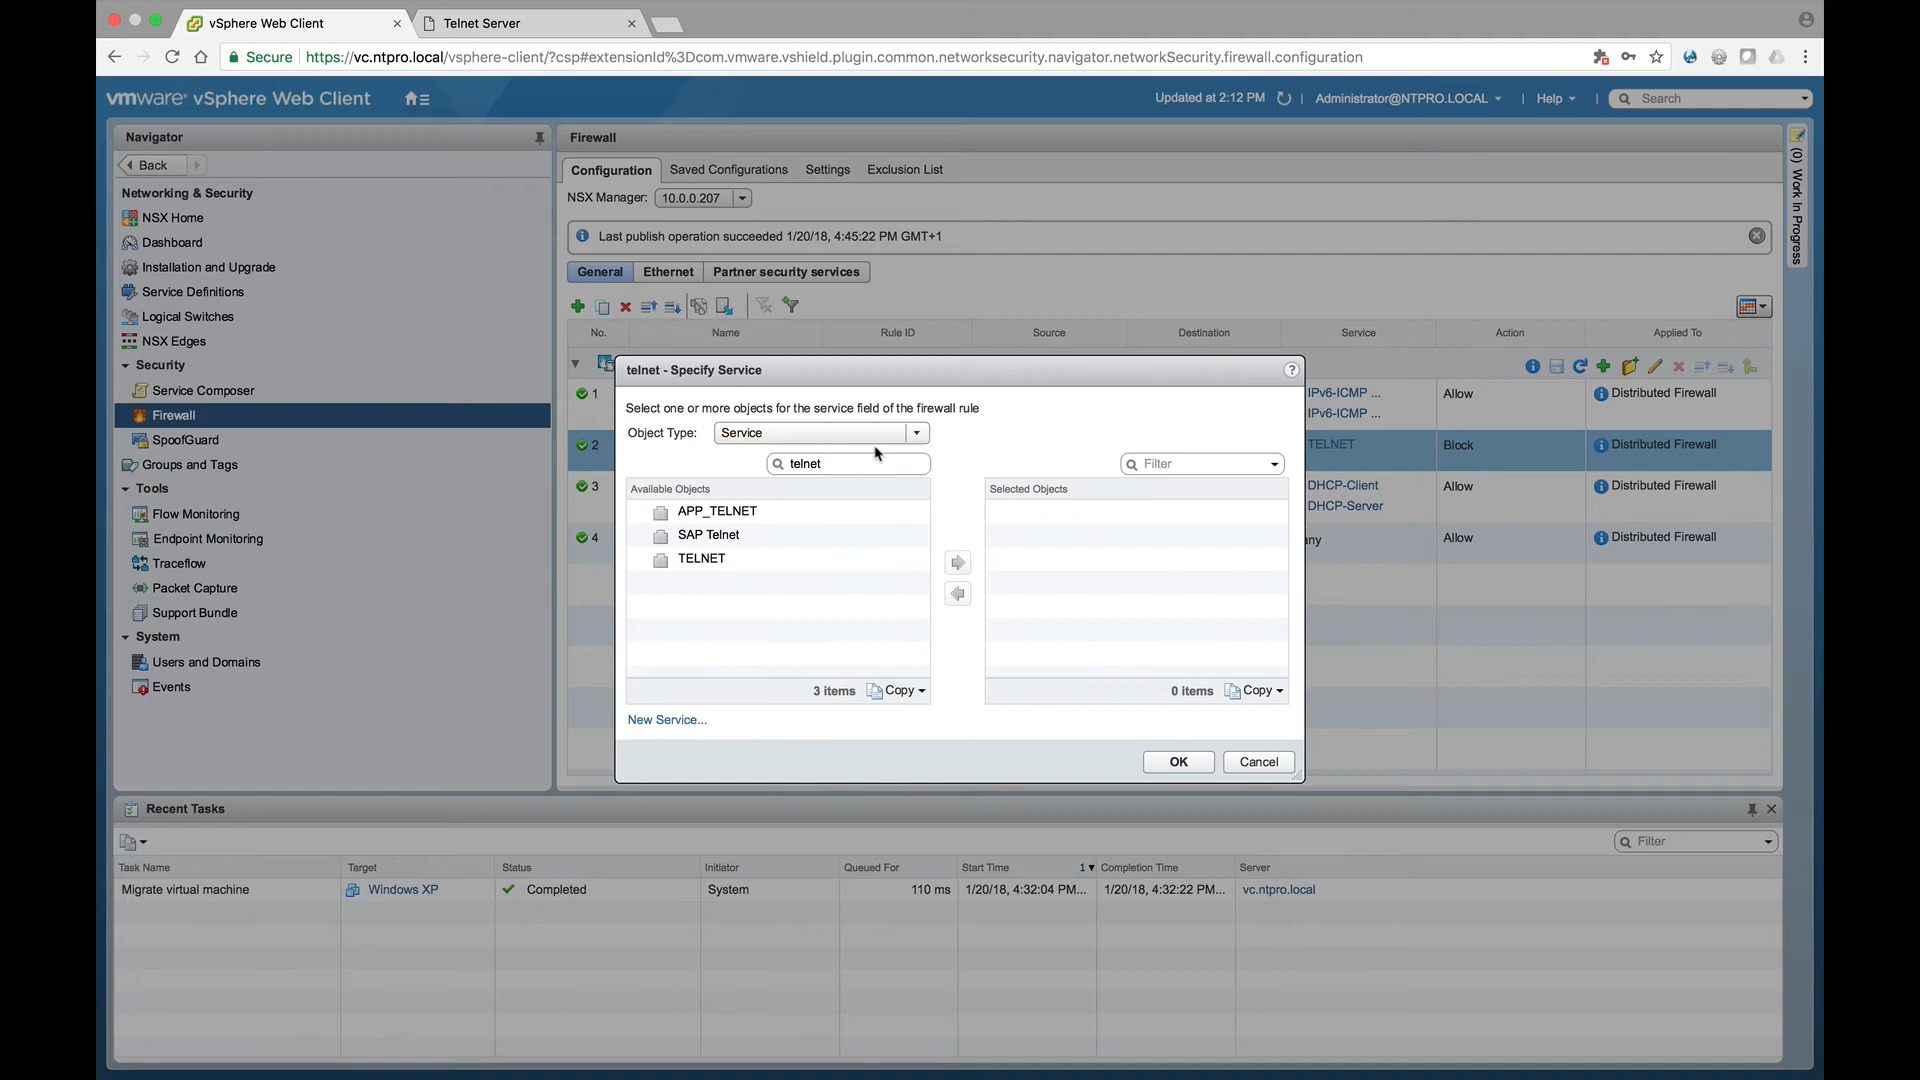 vSphere Web Client
Telnet Server
Secure https://vc.ntpro.local/vsphere-client/?csp#extensionId%3Dcom.vmware.vshield.plugin.common.networksecurity.navigator.networkSecurity.firewall.configuration
vmware® vSphere Web Client
Updated at 2:12 PM | Administrator@NTPRO.LOCAL | Help | Search
Navigator
Back
Networking & Security
NSX Home
Dashboard
Installation and Upgrade
Service Definitions
Logical Switches
NSX Edges
Security
Service Composer
Firewall
SpoofGuard
Groups and Tags
Tools
Flow Monitoring
Endpoint Monitoring
Traceflow
Packet Capture
Support Bundle
System
Users and Domains
Events
Firewall
Configuration Saved Configurations Settings Exclusion List
NSX Manager: 10.0.0.207
Last publish operation succeeded 1/20/18, 4:45:22 PM GMT+1
General Ethernet Partner security services
No. Name Rule ID Source Destination Service Action Applied To
1 IPv6-ICMP ... Allow Distributed Firewall
IPv6-ICMP ...
2 TELNET Block Distributed Firewall
3 DHCP-Client Allow Distributed Firewall
DHCP-Server
4 any Allow Distributed Firewall
telnet - Specify Service
Select one or more objects for the service field of the firewall rule
Object Type: Service
telnet
Filter
Available Objects
Selected Objects
APP_TELNET
SAP Telnet
TELNET
3 items Copy
0 items Copy
New Service...
OK Cancel
(0) Work In Progress
Recent Tasks
Filter
Task Name Target Status Initiator Queued For Start Time 1 Completion Time Server
Migrate virtual machine Windows XP Completed System 110 ms 1/20/18, 4:32:04 PM... 1/20/18, 4:32:22 PM... vc.ntpro.local